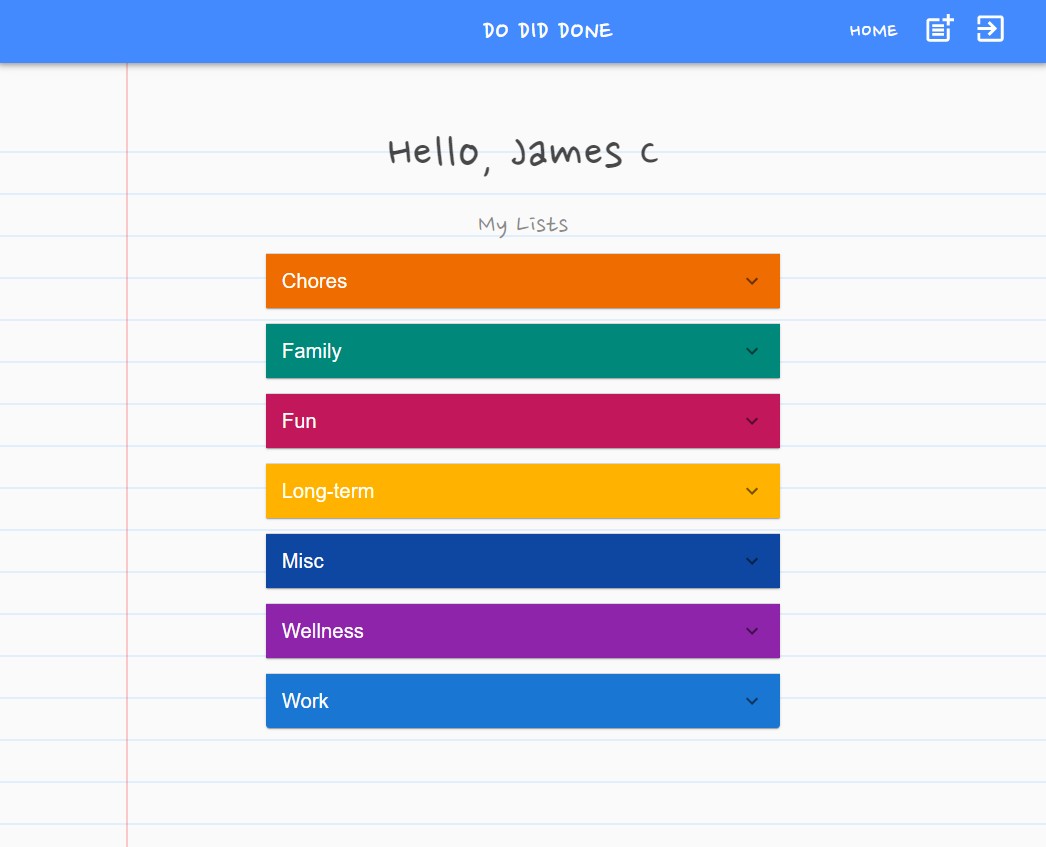 DO DID DONE
HOME
Hello, James C
My Lists
Chores
Family
Fun
Long-term
Misc
Wellness
Work